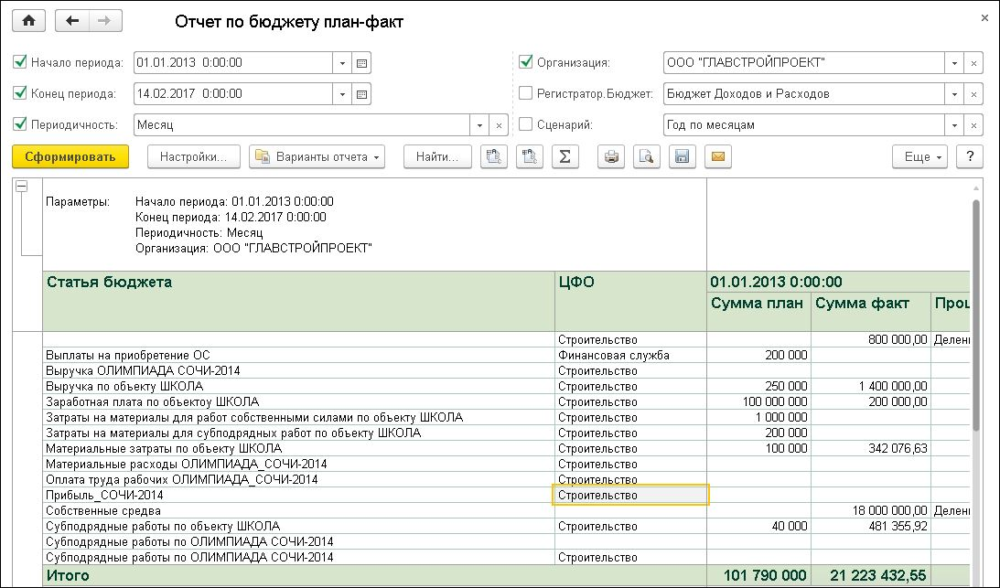 Отчет по бюджету план-факт
Начало периода: 01.01.2013 0:00:00 Организация: ООО "ГЛАВСТРОЙПРОЕКТ"
Конец периода: 14.02.2017 0:00:00 Регистратор.Бюджет: Бюджет Доходов и Расходов
Периодичность: Месяц Сценарий: Год по месяцам
Сформировать Настройки... Варианты отчета Найти... Σ Еще ?
Параметры: Начало периода: 01.01.2013 0:00:00
Конец периода: 14.02.2017 0:00:00
Периодичность: Месяц
Организация: ООО "ГЛАВСТРОЙПРОЕКТ"
Статья бюджета ЦФО 01.01.2013 0:00:00
Сумма план Сумма факт Проц
Строительство 800 000,00 Делен
Выплаты на приобретение ОС Финансовая служба 200 000
Выручка ОЛИМПИАДА СОЧИ-2014 Строительство
Выручка по объекту ШКОЛА Строительство 250 000 1 400 000,00
Заработная плата по объектоу ШКОЛА Строительство 100 000 000 200 000,00
Затраты на материалы для работ собственными силами по объекту ШКОЛА Строительство 1 000 000
Затраты на материалы для субподрядных работ по объекту ШКОЛА Строительство 200 000
Материальные затраты по объекту ШКОЛА Строительство 100 000 342 076,63
Материальные расходы ОЛИМПИАДА_СОЧИ-2014 Строительство
Оплата труда рабочих ОЛИМПИАДА_СОЧИ-2014 Строительство
Прибыль_СОЧИ-2014 Строительство
Собственные средва 18 000 000,00 Делен
Субподрядные работы по объекту ШКОЛА Строительство 40 000 481 355,92
Субподрядные работы по ОЛИМПИАДА СОЧИ-2014
Субподрядные работы по ОЛИМПИАДА СОЧИ-2014 Строительство
Итого 101 790 000 21 223 432,55